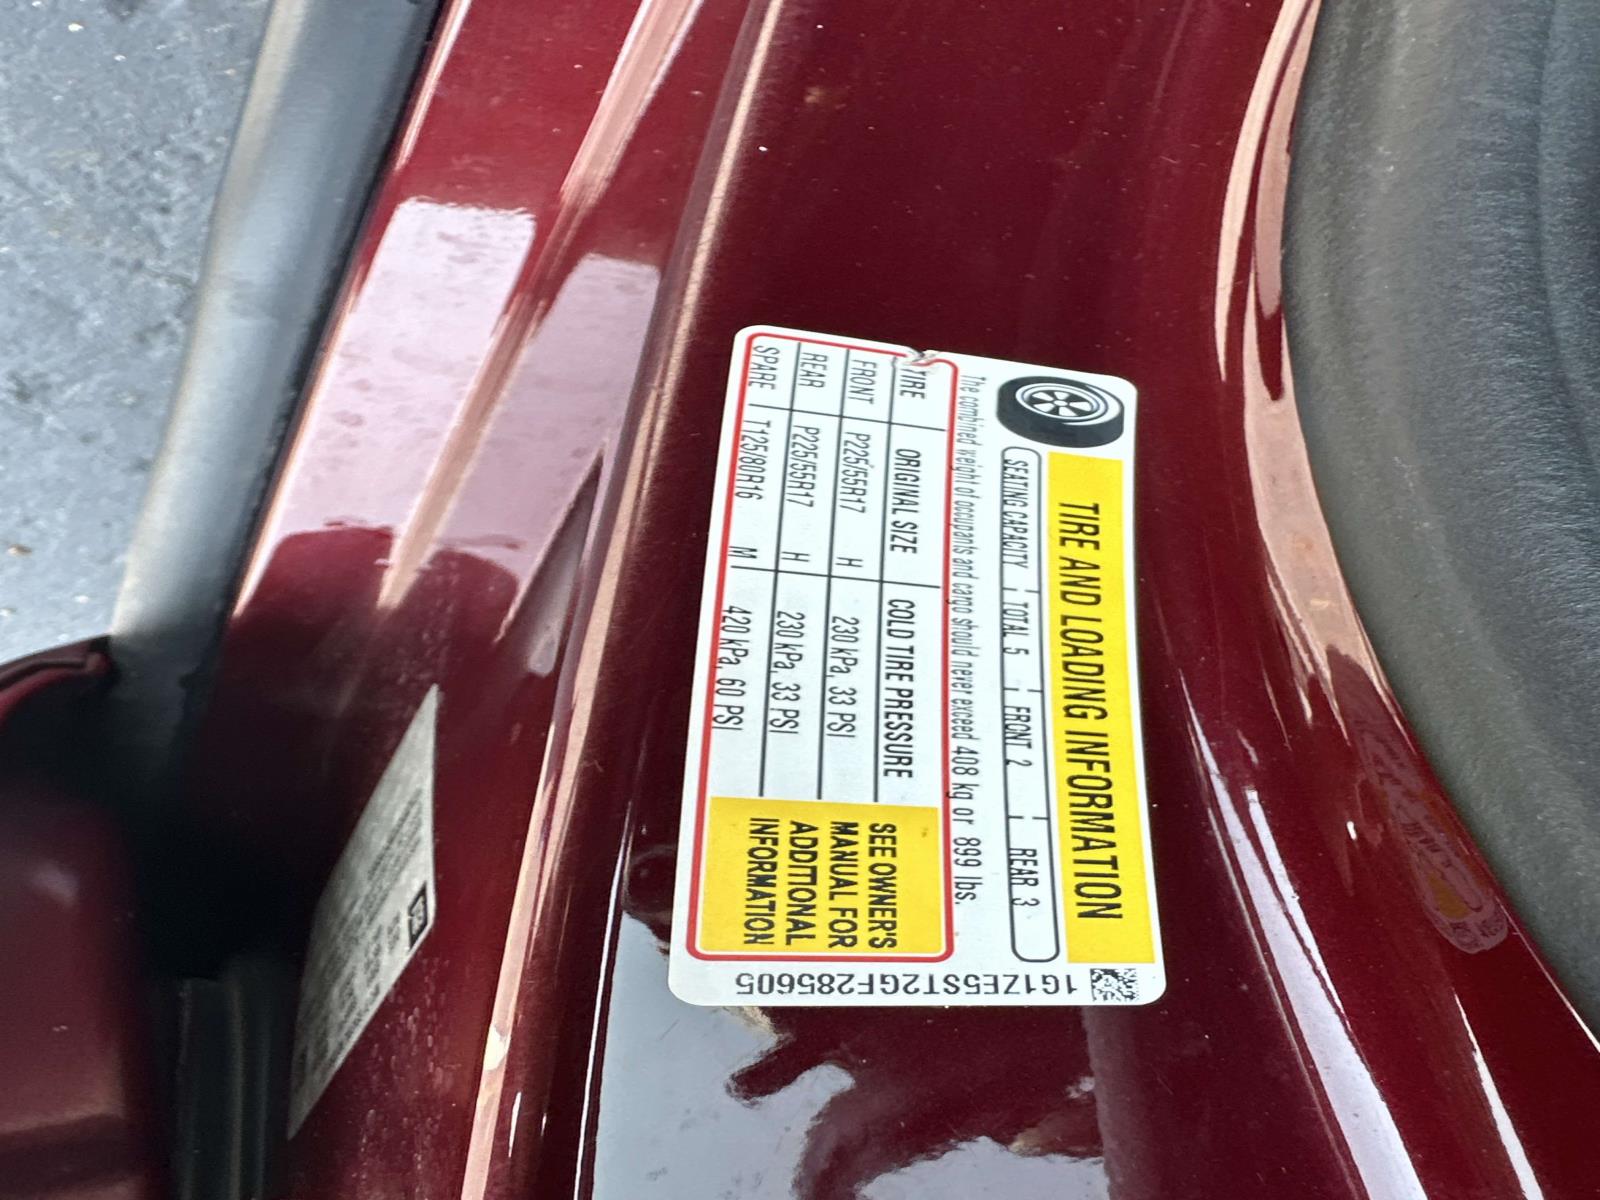 TIRE AND LOADING INFORMATION
SEATING CAPACITY TOTAL 5 FRONT 2 REAR 3
The combined weight of occupants and cargo should never exceed 408 kg or 899 lbs.
TIRE ORIGINAL SIZE COLD TIRE PRESSURE
FRONT P225/55R17 H 230 kPa, 33 PSI
REAR P225/55R17 H 230 kPa, 33 PSI
SPARE T125/80R16 M 420 kPa, 60 PSI
SEE OWNER'S
MANUAL FOR
ADDTIONAL
INFORMATION
1G1ZE5ST2GF285605